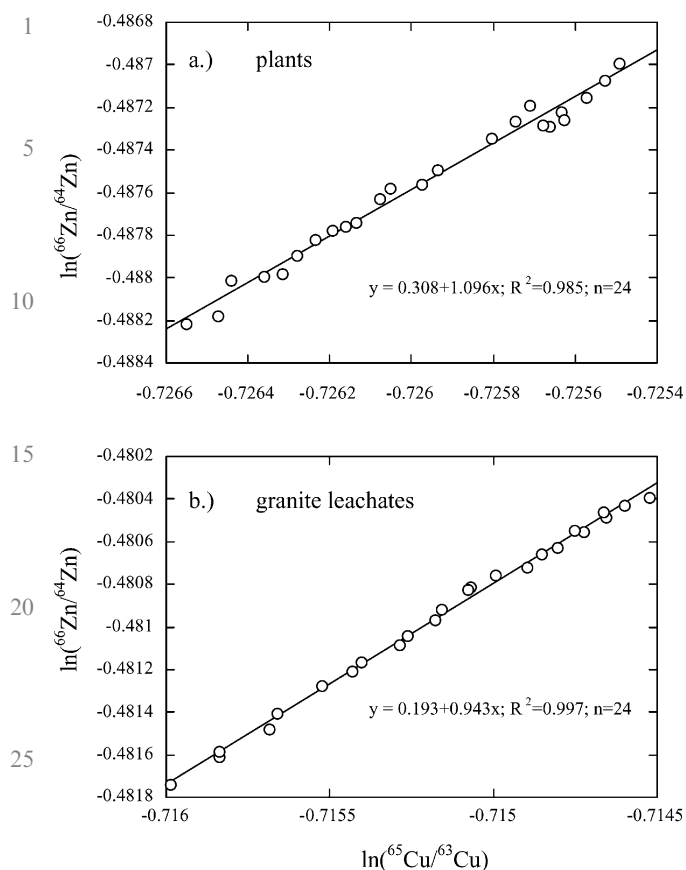 1
5
10
15
20
25
-0.4868
-0.487
-0.4872
-0.4874
-0.4876
-0.4878
-0.488
-0.4882
-0.4884
ln(⁶⁶Zn/⁶⁴Zn)
a.) plants
y = 0.308+1.096x; R²=0.985; n=24
-0.7266 -0.7264 -0.7262 -0.726 -0.7258 -0.7256 -0.7254
-0.4802
-0.4804
-0.4806
-0.4808
-0.481
-0.4812
-0.4814
-0.4816
-0.4818
ln(⁶⁶Zn/⁶⁴Zn)
b.) granite leachates
y = 0.193+0.943x; R²=0.997; n=24
-0.716 -0.7155 -0.715 -0.7145
ln(⁶⁵Cu/⁶³Cu)